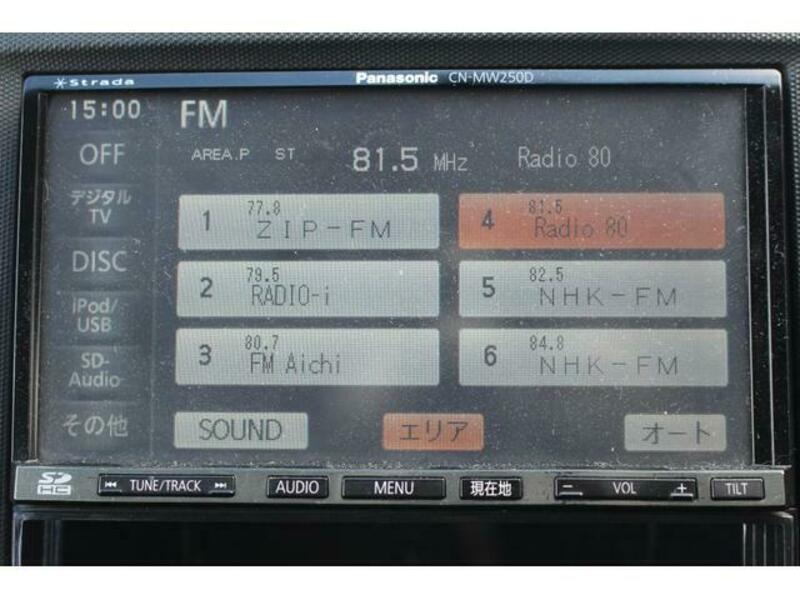 Strada Panasonic CN-MW250D
15:00 FM
AREA.P ST 81.5 MHz Radio 80
OFF
デジタル
TV
DISC
iPod/
USB
SD-
Audio
その他
1 77.8 ZIP-FM
2 79.5 RADIO-i
3 80.7 FM Aichi
4 81.5 Radio 80
5 82.5 NHK-FM
6 84.8 NHK-FM
SOUND エリア オート
SD HC TUNE/TRACK AUDIO MENU 現在地 − VOL + TILT